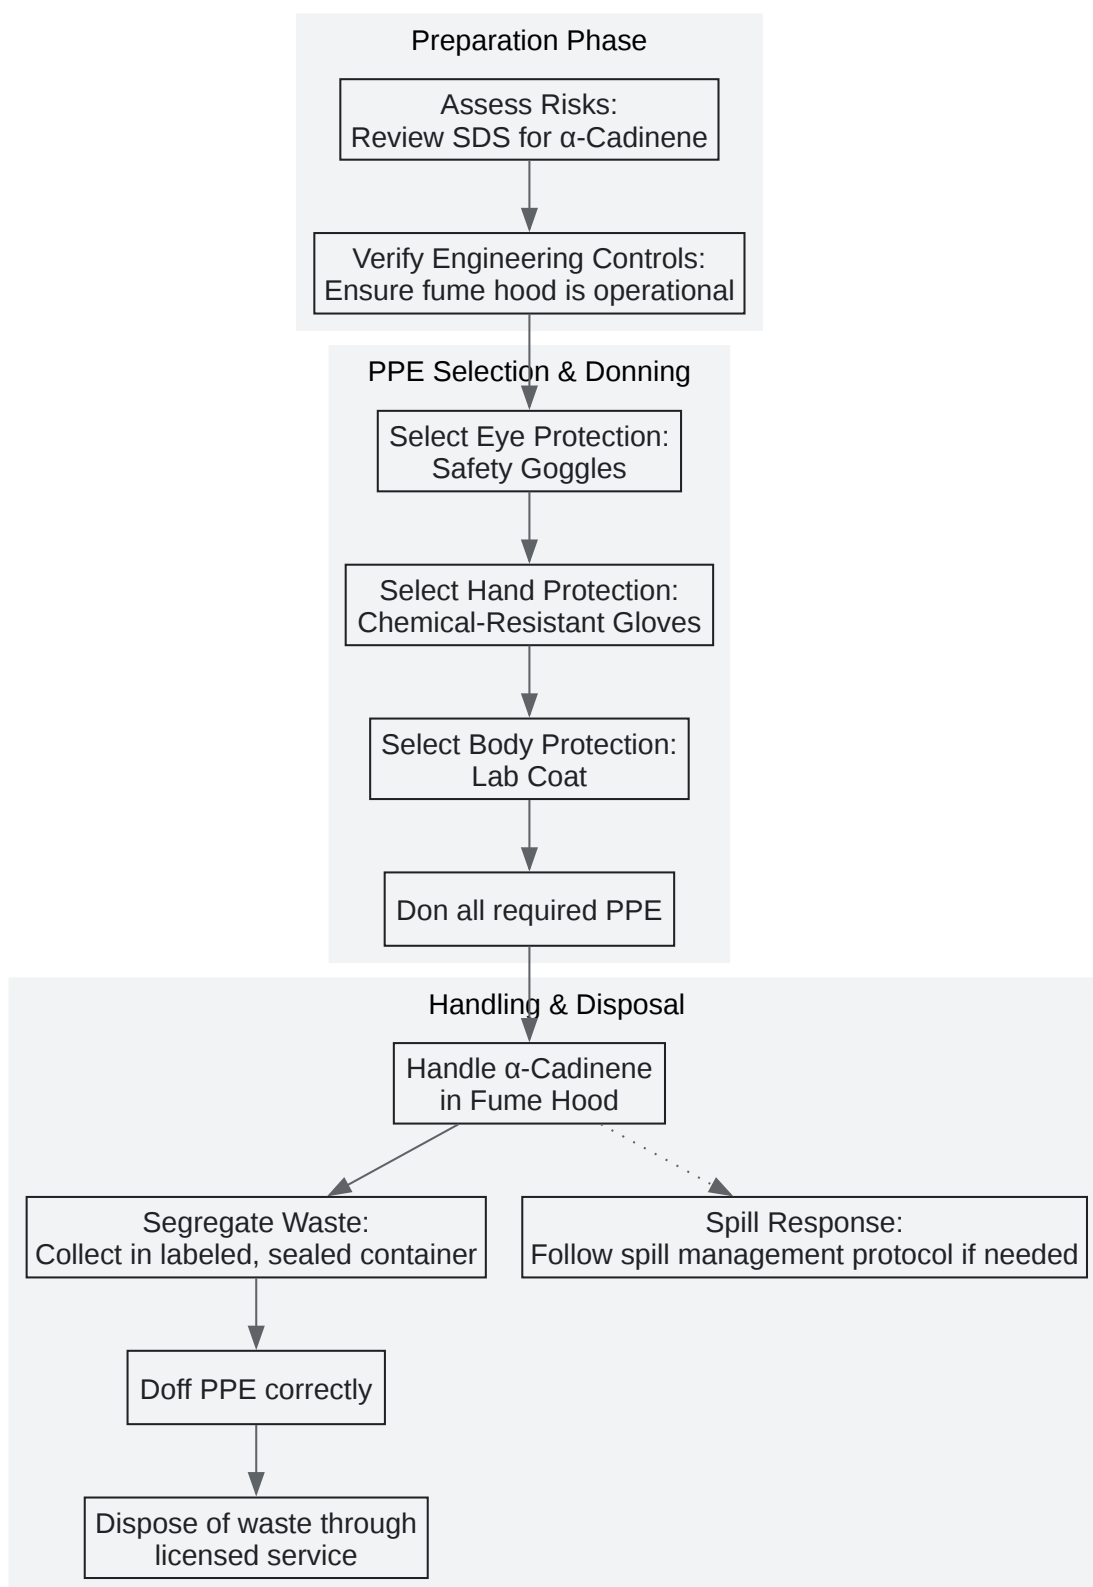 Preparation Phase
Assess Risks:
Review SDS for α-Cadinene
Verify Engineering Controls:
Ensure fume hood is operational
PPE Selection & Donning
Select Eye Protection:
Safety Goggles
Select Hand Protection:
Chemical-Resistant Gloves
Select Body Protection:
Lab Coat
Don all required PPE
Handling & Disposal
Handle α-Cadinene
in Fume Hood
Segregate Waste:
Collect in labeled, sealed container
Spill Response:
Follow spill management protocol if needed
Doff PPE correctly
Dispose of waste through
licensed service